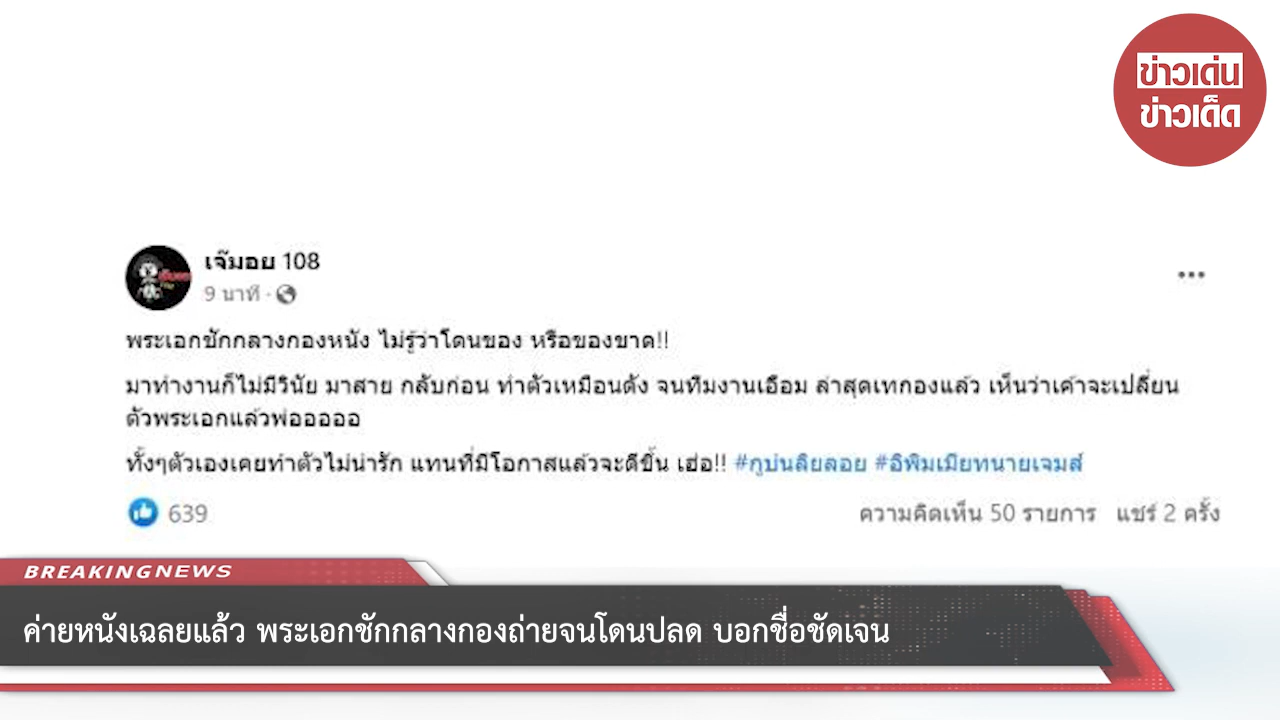 ข่าวเด่น
ข่าวเด็ด
เจ๊มอย 108
9 นาที ·
พระเอกชักกลางกองหนัง ไม่รู้ว่าโดนของ หรือของขาด!!
มาทำงานก็ไม่มีวินัย มาสาย กลับก่อน ทำตัวเหมือนดัง จนทีมงานเอือม ล่าสุดเทกองแล้ว เห็นว่าเค้าจะเปลี่ยน
ตัวพระเอกแล้วพ่อออออ
ทั้งๆตัวเองเคยทำตัวไม่น่ารัก แทนที่มีโอกาสแล้วจะดีขึ้น เฮ่อ!! #กูบ่นลิยลอย #อิพิมเมียทนายเจมส์
639
ความคิดเห็น 50 รายการ แชร์ 2 ครั้ง
BREAKINGNEWS
ค่ายหนังเฉลยแล้ว พระเอกชักกลางกองถ่ายจนโดนปลด บอกชื่อชัดเจน